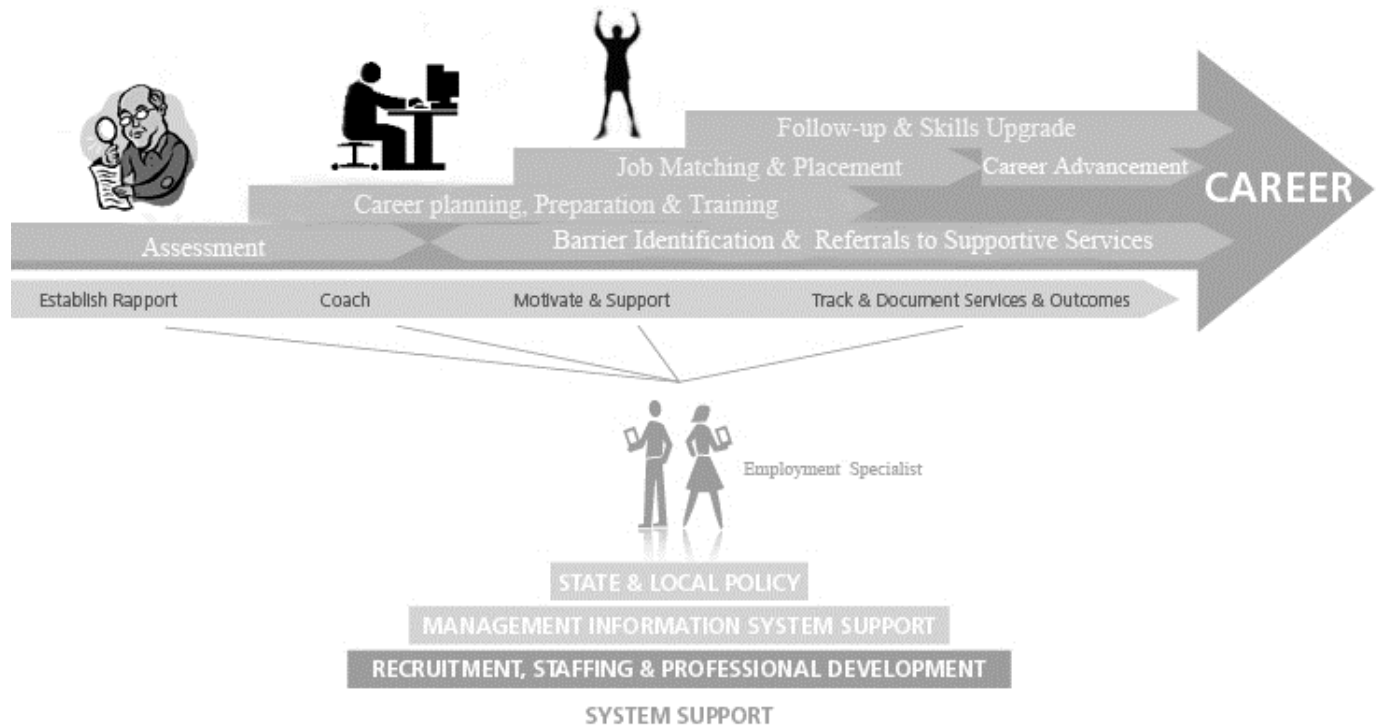 Follow-up & Skills Upgrade
Job Matching & Placement
Career Advancement
CAREER
Career planning, Preparation & Training
Assessment
Barrier Identification & Referrals to Supportive Services
Establish Rapport
Coach
Motivate & Support
Track & Document Services & Outcomes
Employment Specialist
STATE & LOCAL POLICY
MANAGEMENT INFORMATION SYSTEM SUPPORT
RECRUITMENT, STAFFING & PROFESSIONAL DEVELOPMENT
SYSTEM SUPPORT